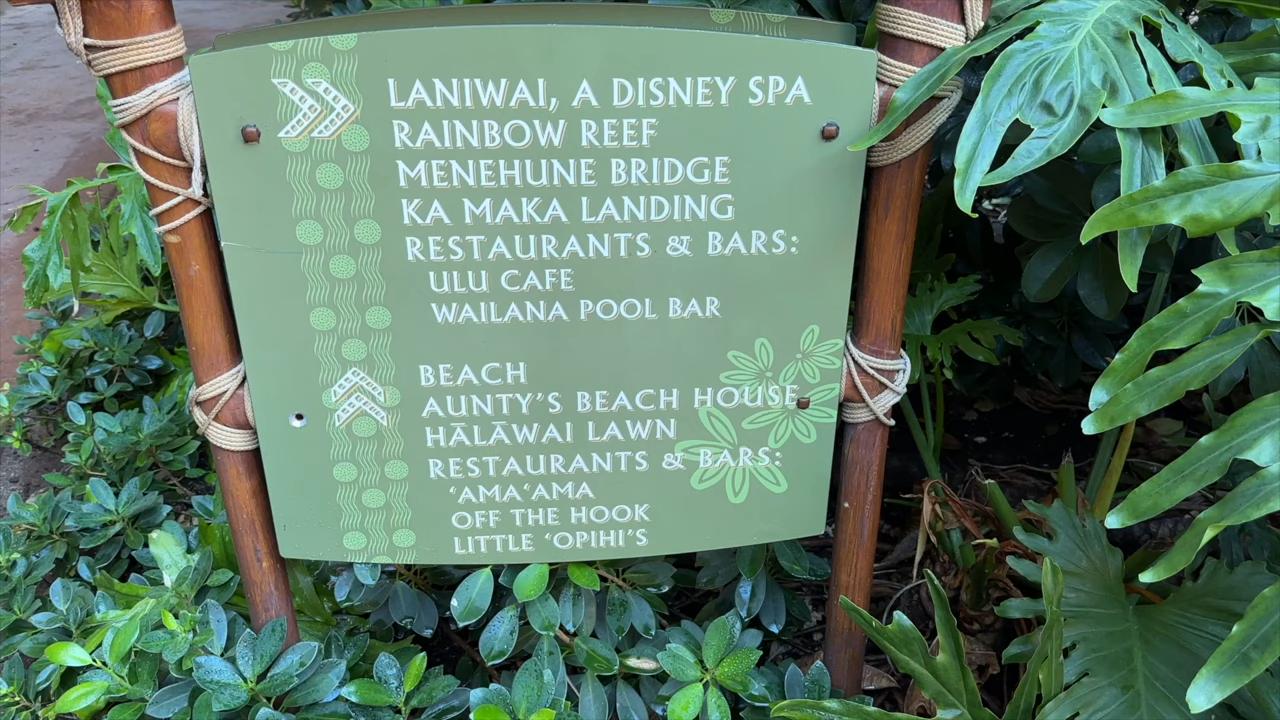 LANIWAI, A DISNEY SPA
RAINBOW REEF
MENEHUNE BRIDGE
KA MAKA LANDING
RESTAURANTS & BARS:
ULU CAFE
WAILANA POOL BAR
BEACH
AUNTY'S BEACH HOUSE
HĀLĀWAI LAWN
RESTAURANTS & BARS:
‘AMA‘AMA
OFF THE HOOK
LITTLE ‘OPIHI'S